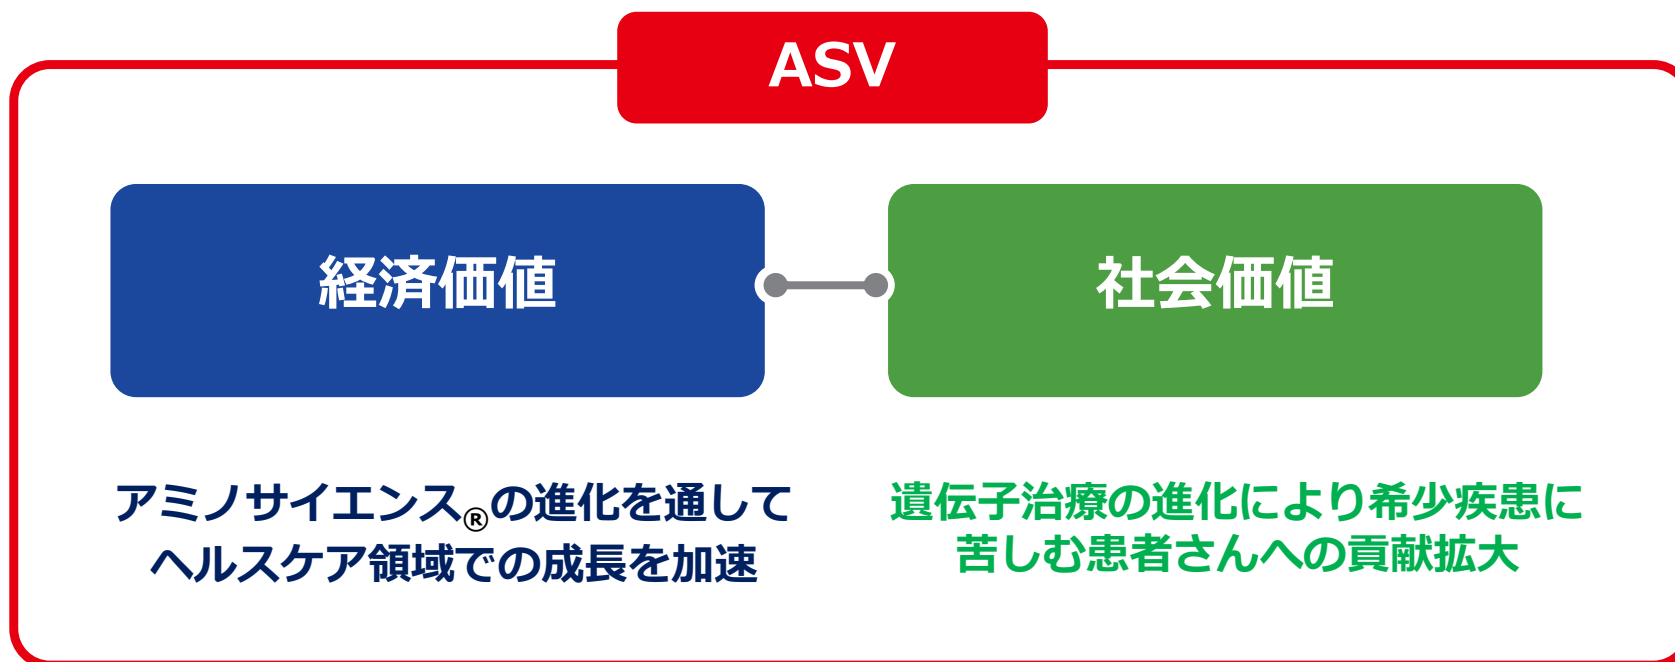 ASV
経済価値
社会価値
アミノサイエンス®の進化を通して
ヘルスケア領域での成長を加速
遺伝子治療の進化により希少疾患に
苦しむ患者さんへの貢献拡大